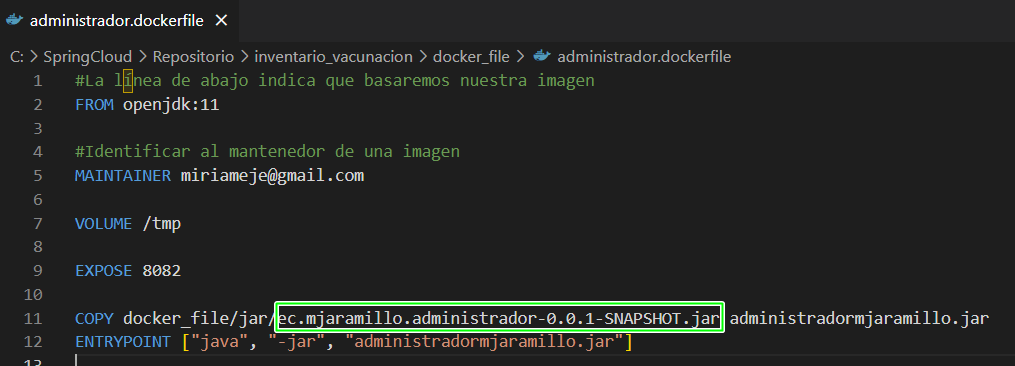 administrador.dockerfile ×
C: > SpringCloud > Repositorio > inventario_vacunacion > docker_file > administrador.dockerfile
1 #La línea de abajo indica que basaremos nuestra imagen
2 FROM openjdk:11
3
4 #Identificar al mantenedor de una imagen
5 MAINTAINER miriameje@gmail.com
6
7 VOLUME /tmp
8
9 EXPOSE 8082
10
11 COPY docker_file/jar/ec.mjaramillo.administrador-0.0.1-SNAPSHOT.jar administradormjaramillo.jar
12 ENTRYPOINT ["java", "-jar", "administradormjaramillo.jar"]
13